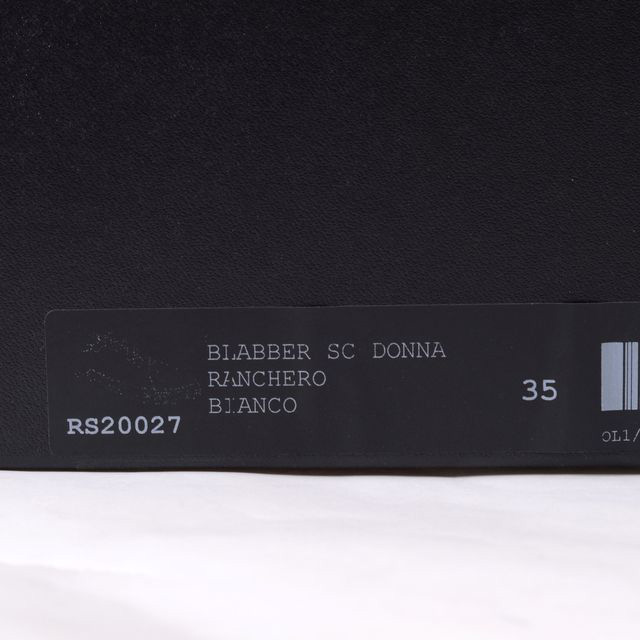 BLABBER SC DONNA
RANCHERO
BIANCO
RS20027
35
OL1/